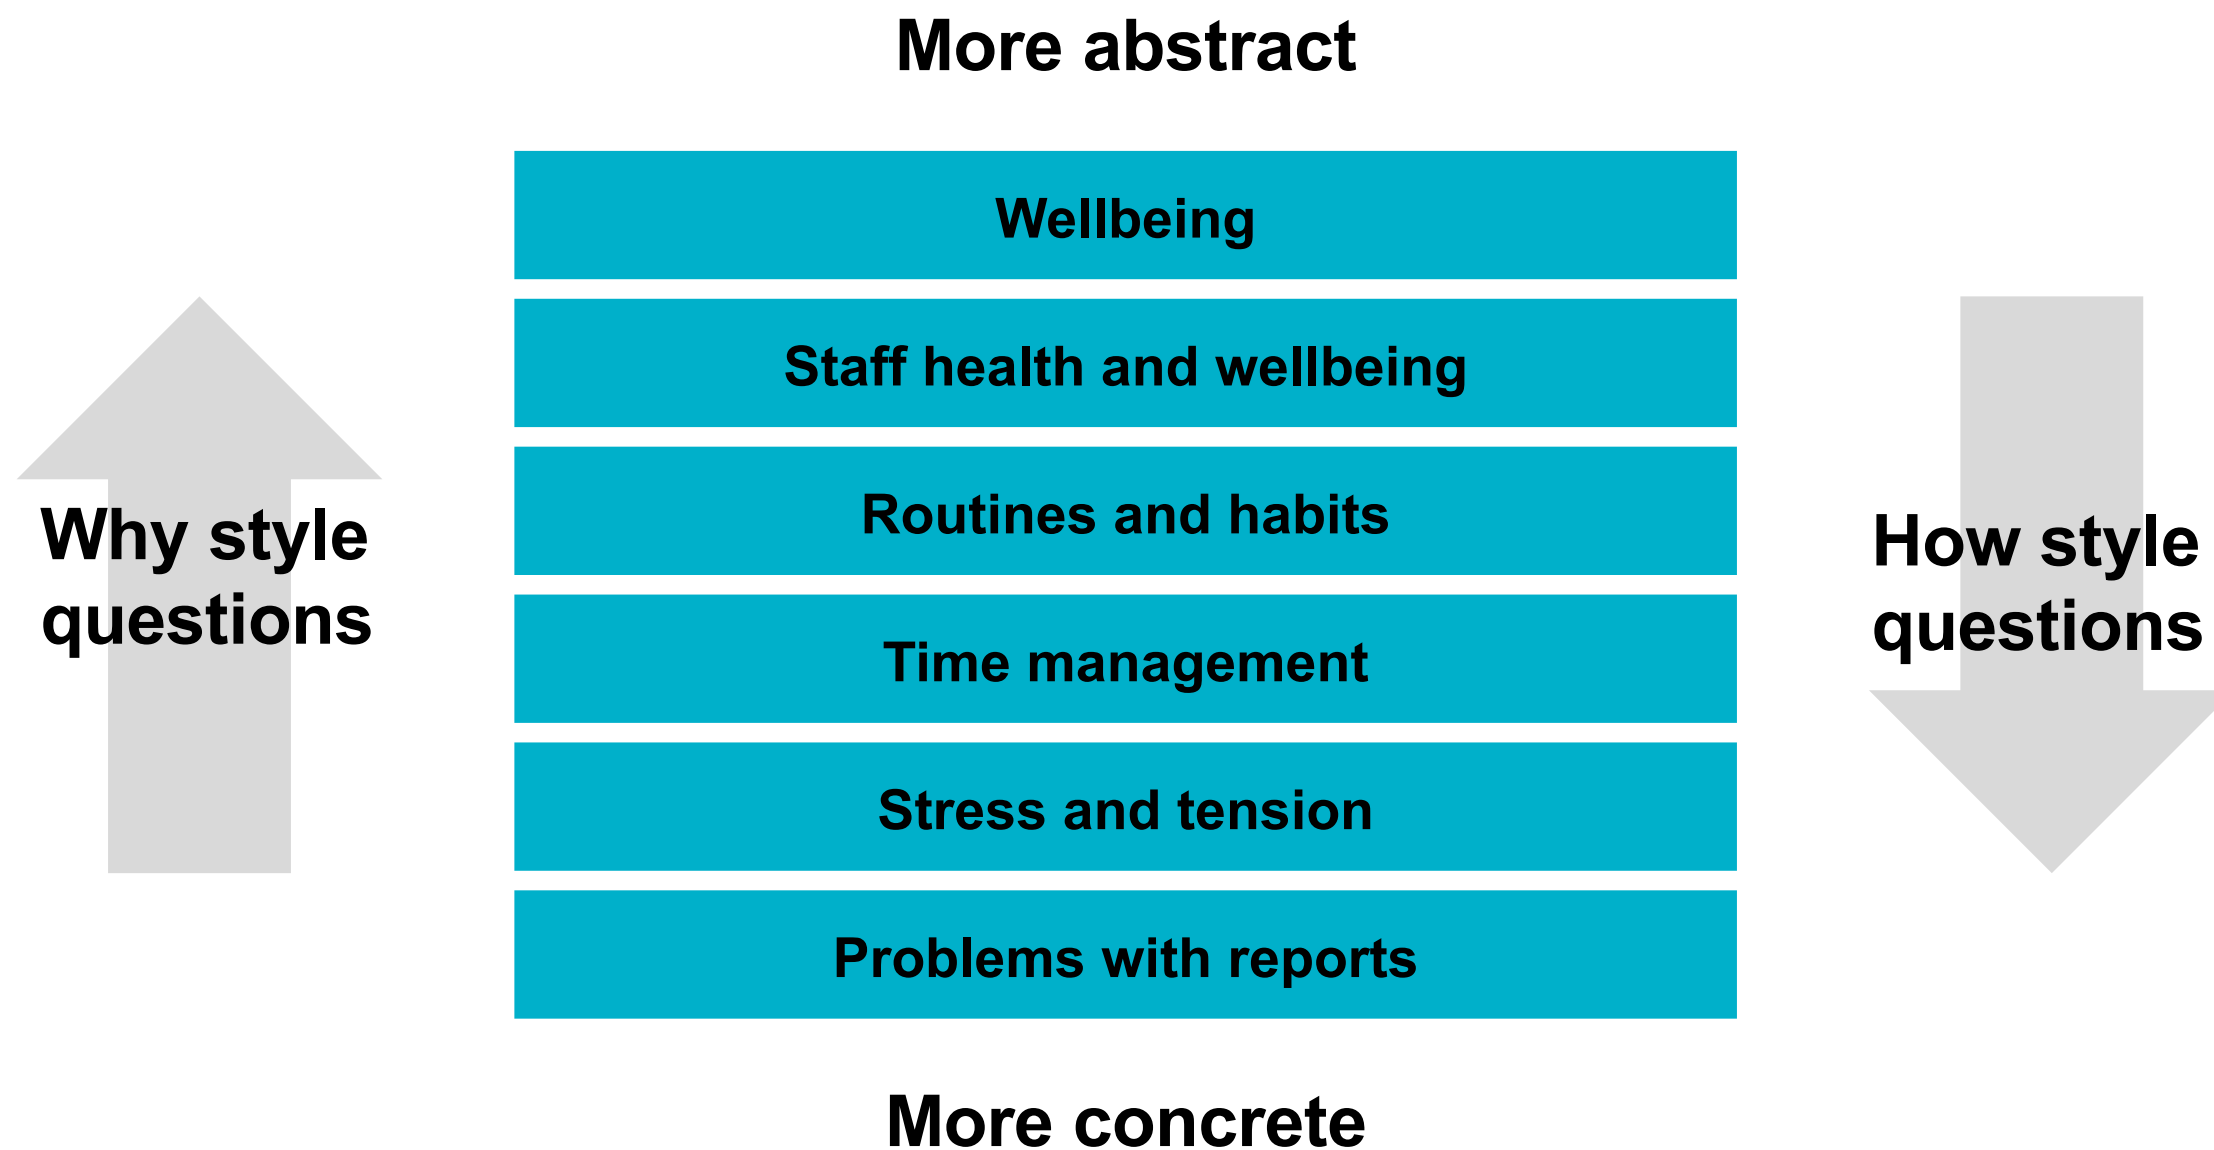 More abstract
Wellbeing
Staff health and wellbeing
Routines and habits
Time management
Stress and tension
Problems with reports
Why style
questions
How style
questions
More concrete